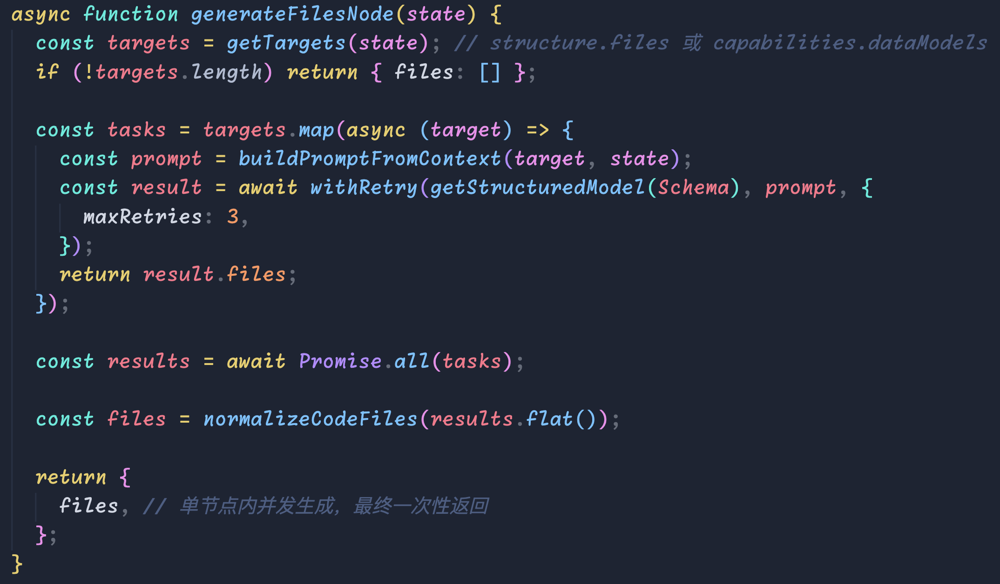 async function generateFilesNode(state) {
const targets = getTargets(state); // structure.files 或 capabilities.dataModels
if (!targets.length) return { files: [] };
const tasks = targets.map(async (target) => {
const prompt = buildPromptFromContext(target, state);
const result = await withRetry(getStructuredModel(Schema), prompt, {
maxRetries: 3,
});
return result.files;
});
const results = await Promise.all(tasks);
const files = normalizeCodeFiles(results.flat());
return {
files, // 单节点内并发生成，最终一次性返回
};
}